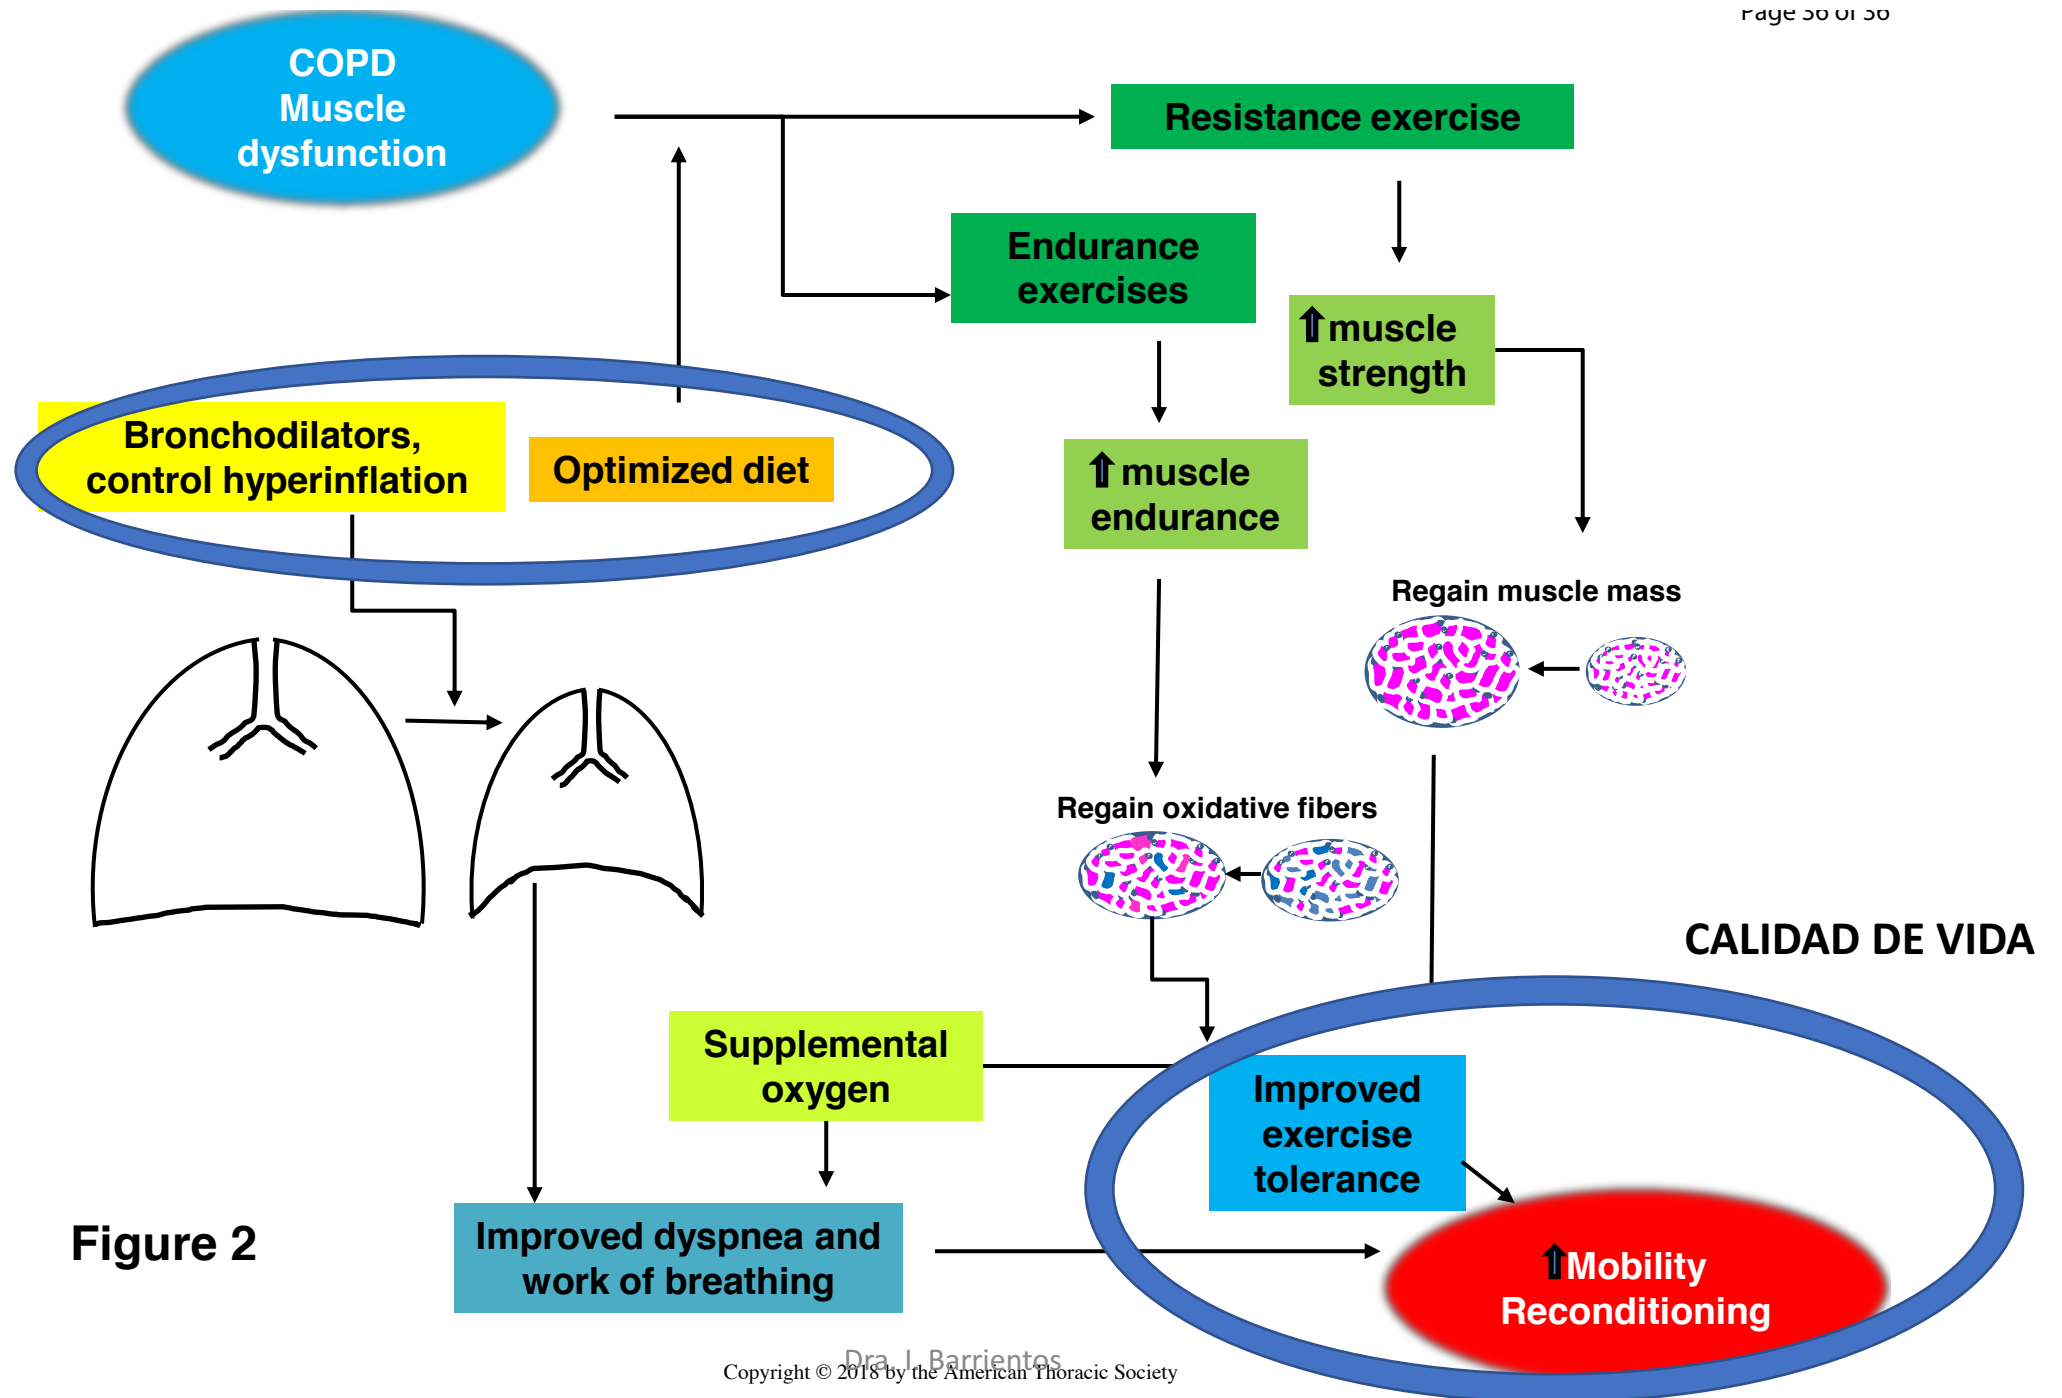 Page 36 of 36
COPD
Muscle
dysfunction
Resistance exercise
Endurance
exercises
⇑muscle
strength
Bronchodilators,
control hyperinflation
Optimized diet
⇑muscle
endurance
Regain muscle mass
Regain oxidative fibers
CALIDAD DE VIDA
Supplemental
oxygen
Improved
exercise
tolerance
Figure 2
Improved dyspnea and
work of breathing
⇑Mobility
Reconditioning
Dra. I. Barrientos
Copyright © 2018 by the American Thoracic Society